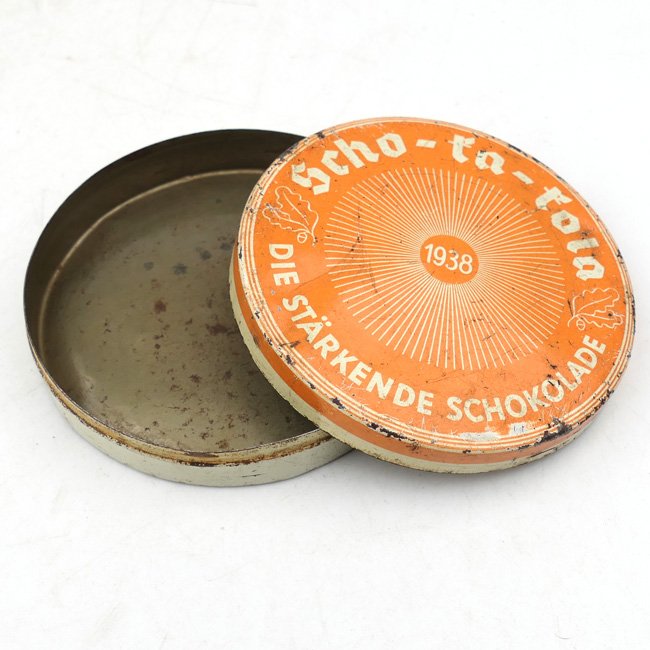 Scho-ka-kola
1938
DIE STÄRKENDE SCHOKOLADE